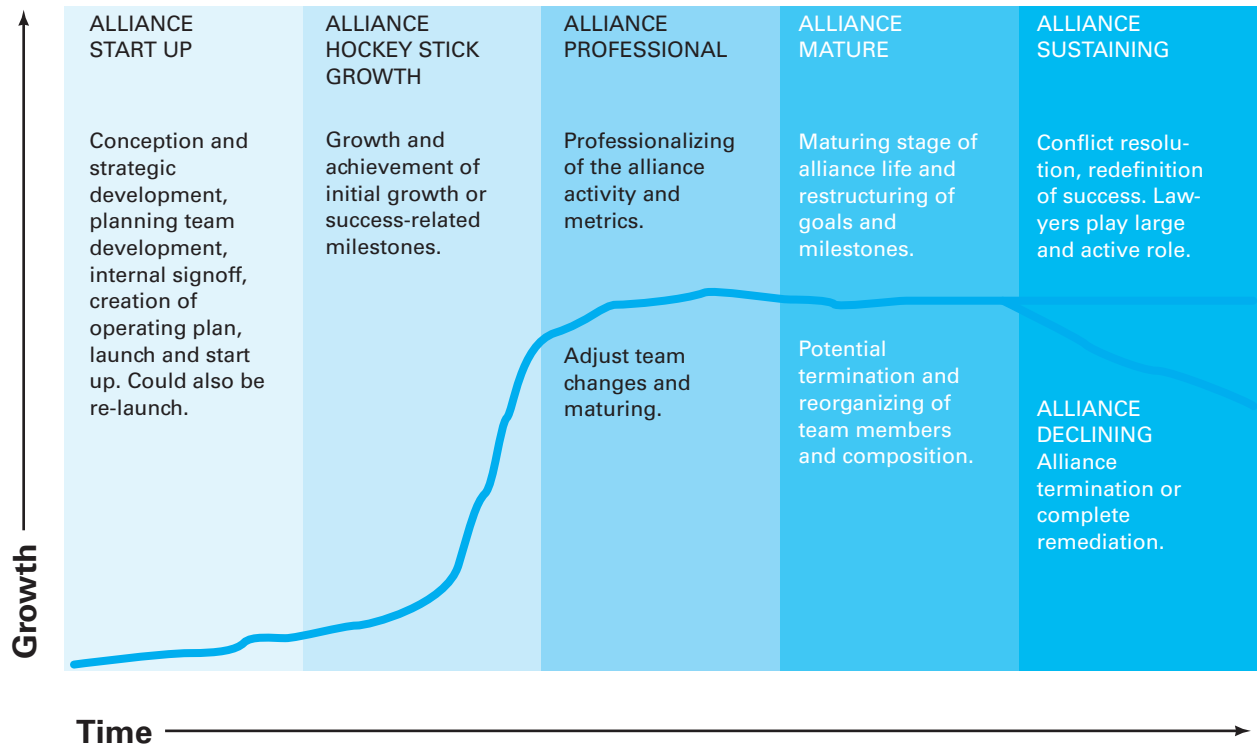 ALLIANCE
START UP
Conception and
strategic
development,
planning team
development,
internal signoff,
creation of
operating plan,
launch and start
up. Could also be
re-launch.
ALLIANCE
HOCKEY STICK
GROWTH
Growth and
achievement of
initial growth or
success-related
milestones.
ALLIANCE
PROFESSIONAL
Professionalizing
of the alliance
activity and
metrics.
Adjust team
changes and
maturing.
ALLIANCE
MATURE
Maturing stage of
alliance life and
restructuring of
goals and
milestones.
Potential
termination and
reorganizing of
team members
and composition.
ALLIANCE
SUSTAINING
Conflict resolu-
tion, redefinition
of success. Law-
yers play large
and active role.
ALLIANCE
DECLINING
Alliance
termination or
complete
remediation.
Growth
Time